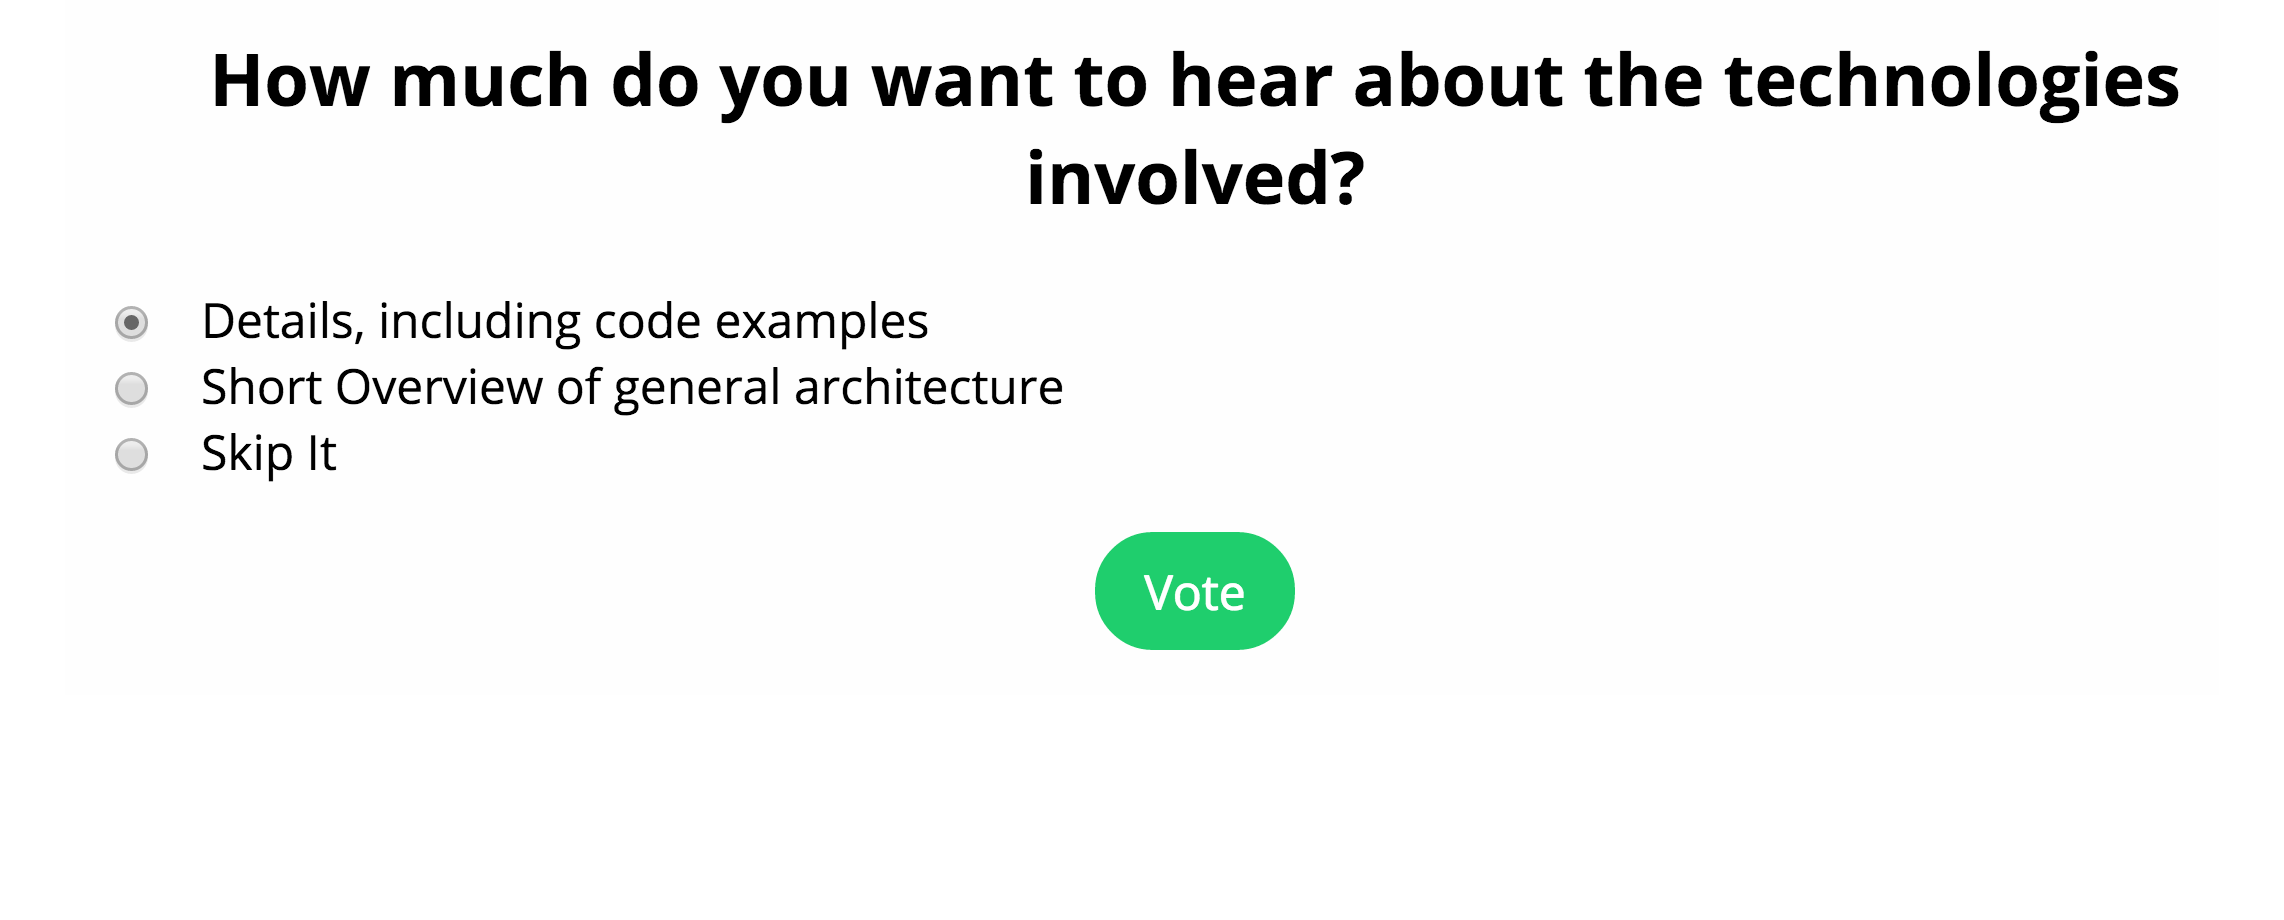 How much do you want to hear about the technologies
involved?
Details, including code examples
Short Overview of general architecture
Skip It
Vote